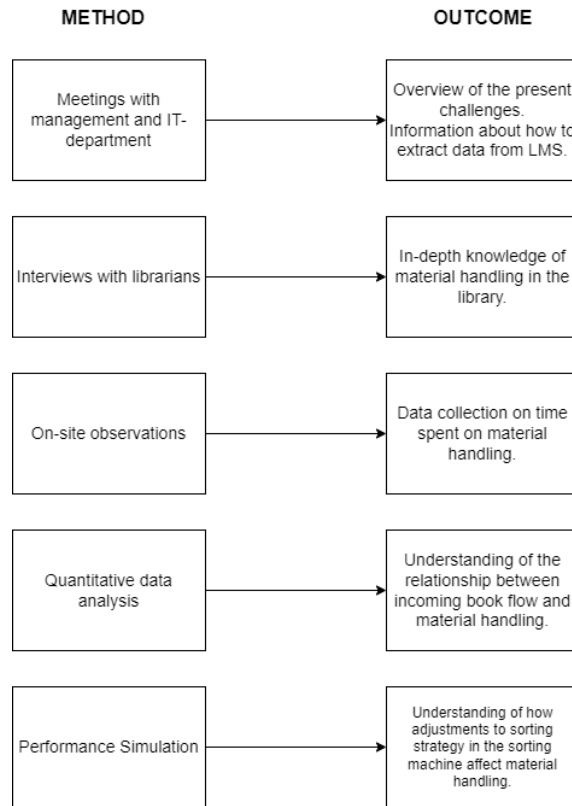 METHOD
OUTCOME
Meetings with
management and IT-
department
Overview of the present
challenges.
Information about how to
extract data from LMS.
Interviews with librarians
In-depth knowledge of
material handling in the
library.
On-site observations
Data collection on time
spent on material
handling.
Quantitative data
analysis
Understanding of the
relationship between
incoming book flow and
material handling.
Performance Simulation
Understanding of how
adjustments to sorting
strategy in the sorting
machine affect material
handling.